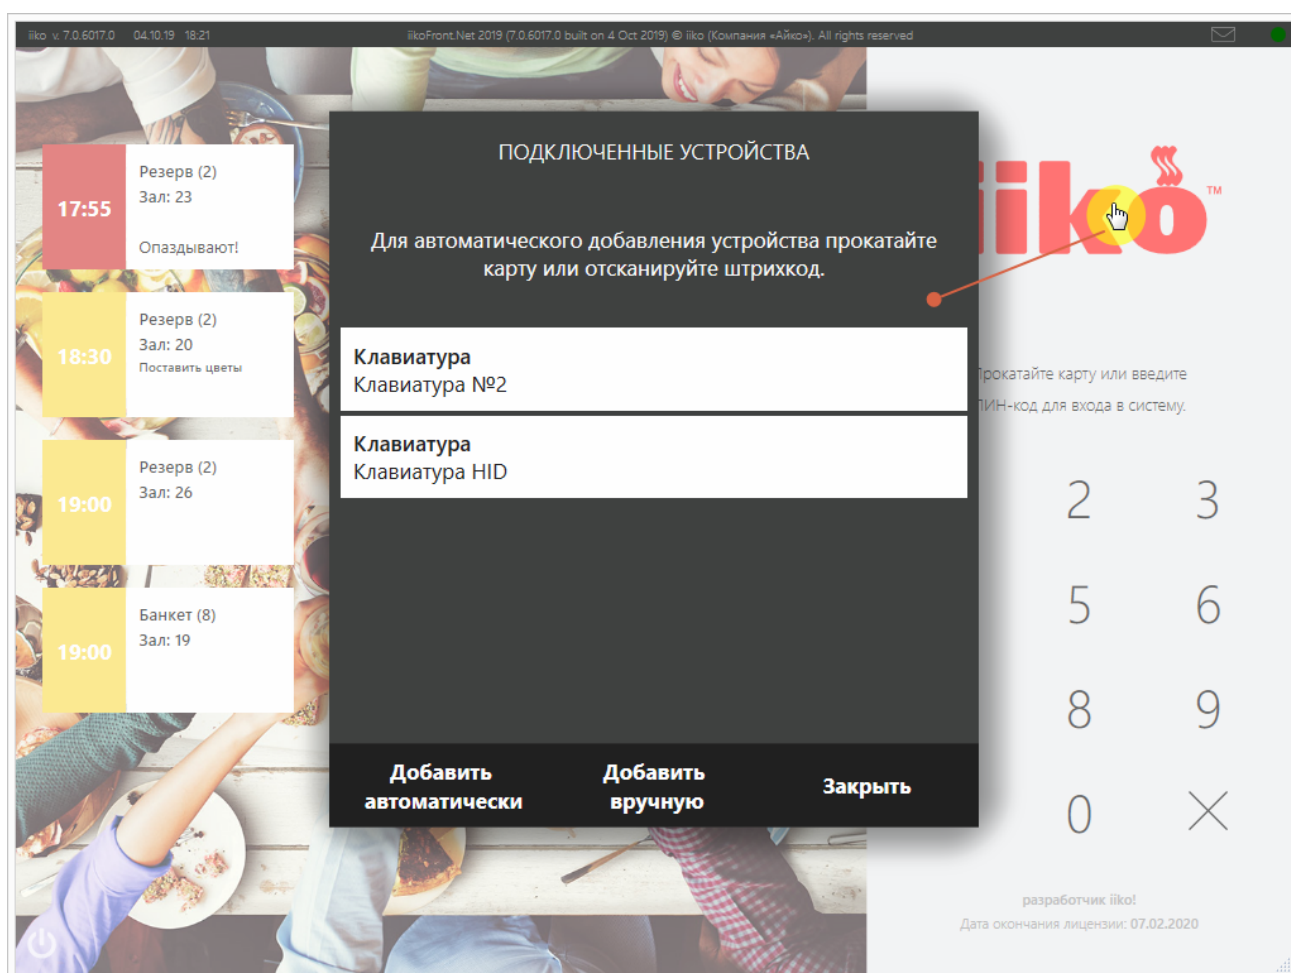 iiko v. 7.0.6017.0 04.10.19 18:21
iikoFront.Net 2019 (7.0.6017.0 built on 4 Oct 2019) © iiko (Компания «Айко»). All rights reserved
17:55
Резерв (2)
Зал: 23
Опаздывают!
18:30
Резерв (2)
Зал: 20
Поставить цветы
19:00
Резерв (2)
Зал: 26
19:00
Банкет (8)
Зал: 19
ПОДКЛЮЧЕННЫЕ УСТРОЙСТВА
Для автоматического добавления устройства прокатайте
карту или отсканируйте штрихкод.
Клавиатура
Клавиатура №2
Клавиатура
Клавиатура HID
Добавить
автоматически
Добавить
вручную
Закрыть
iiko™
Прокатайте карту или введите
ПИН-код для входа в систему.
2 3
5 6
8 9
0
разработчик iiko!
Дата окончания лицензии: 07.02.2020